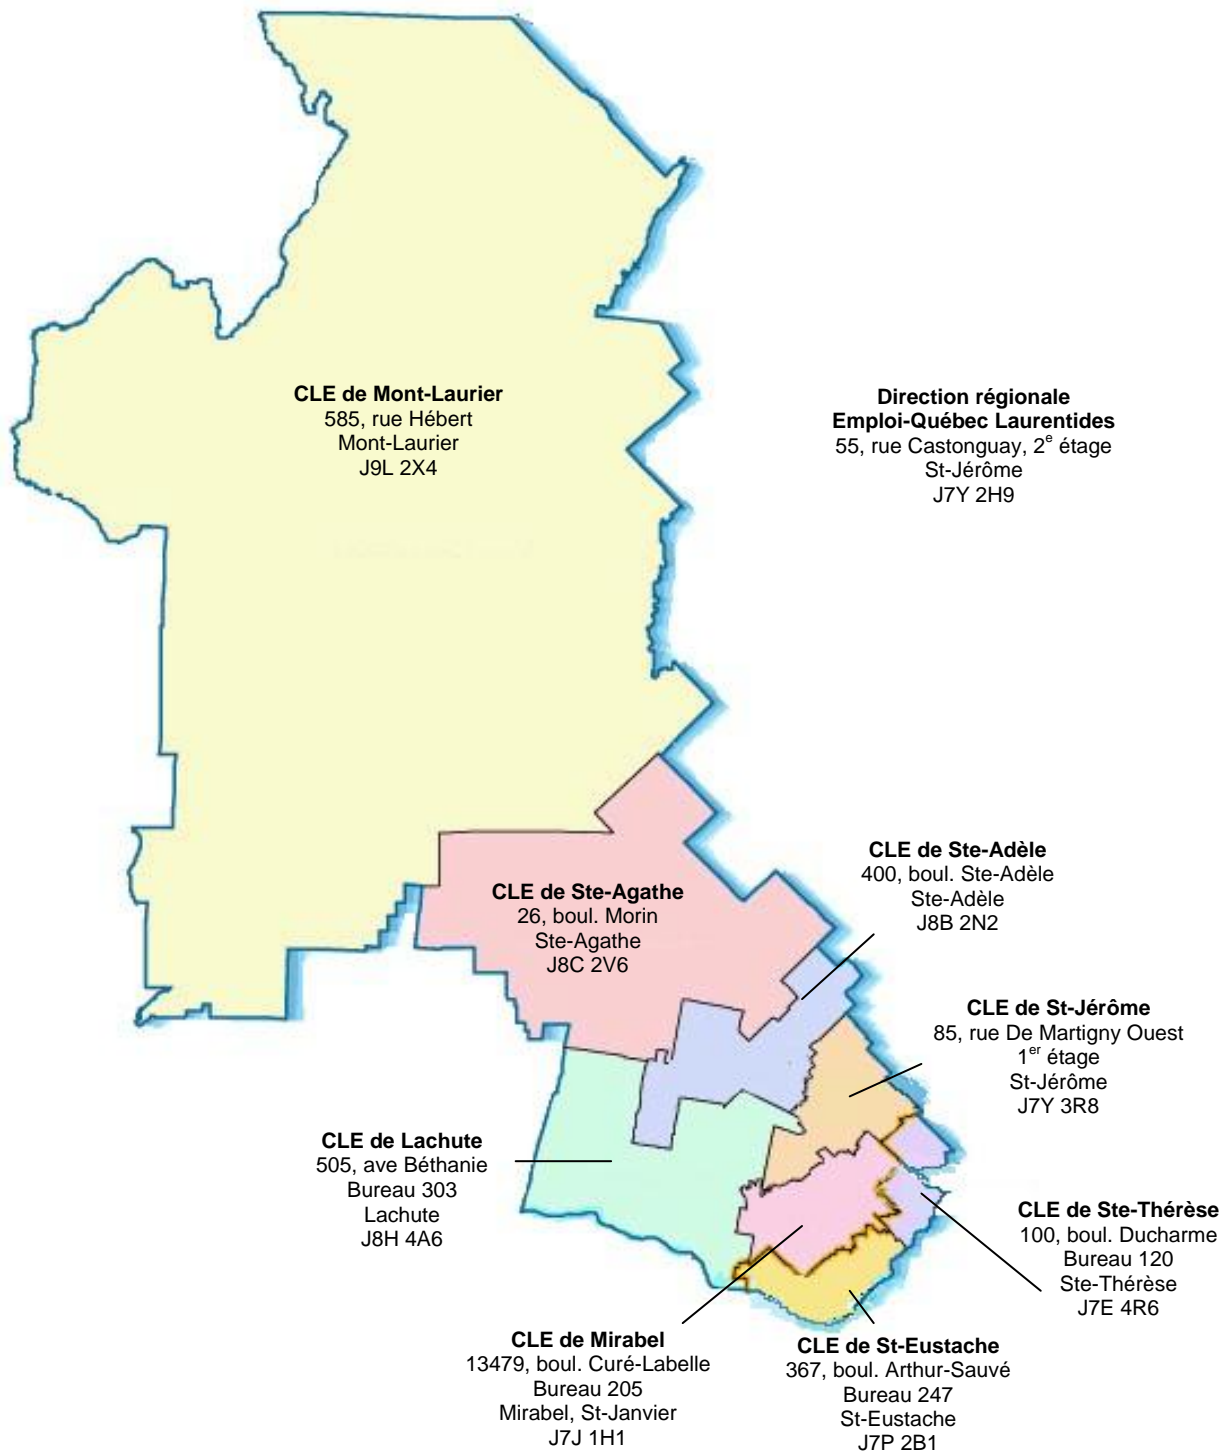 CLE de Mont-Laurier
585, rue Hébert
Mont-Laurier
J9L 2X4
Direction régionale
Emploi-Québec Laurentides
55, rue Castonguay, 2e étage
St-Jérôme
J7Y 2H9
CLE de Ste-Adèle
400, boul. Ste-Adèle
Ste-Adèle
J8B 2N2
CLE de Ste-Agathe
26, boul. Morin
Ste-Agathe
J8C 2V6
CLE de St-Jérôme
85, rue De Martigny Ouest
1er étage
St-Jérôme
J7Y 3R8
CLE de Lachute
505, ave Béthanie
Bureau 303
Lachute
J8H 4A6
CLE de Ste-Thérèse
100, boul. Ducharme
Bureau 120
Ste-Thérèse
J7E 4R6
CLE de Mirabel
13479, boul. Curé-Labelle
Bureau 205
Mirabel, St-Janvier
J7J 1H1
CLE de St-Eustache
367, boul. Arthur-Sauvé
Bureau 247
St-Eustache
J7P 2B1